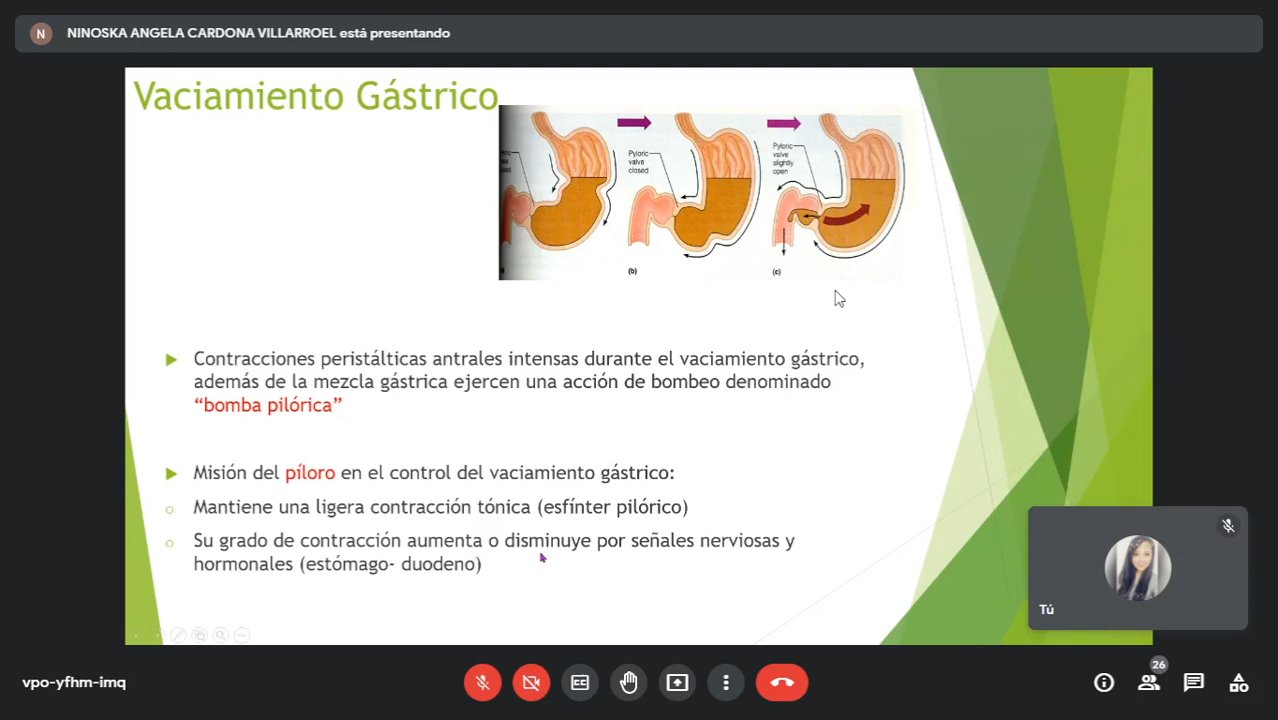 N NINOSKA ANGELA CARDONA VILLARROEL está presentando
Vaciamiento Gástrico
Pyloric
valve
closed
(b)
Pyloric
valve
slightly
open
(c)
Contracciones peristálticas antrales intensas durante el vaciamiento gástrico,
además de la mezcla gástrica ejercen una acción de bombeo denominado
“bomba pilórica”
Misión del píloro en el control del vaciamiento gástrico:
Mantiene una ligera contracción tónica (esfínter pilórico)
Su grado de contracción aumenta o disminuye por señales nerviosas y
hormonales (estómago- duodeno)
Tú
vpo-yfhm-imq
CC
26